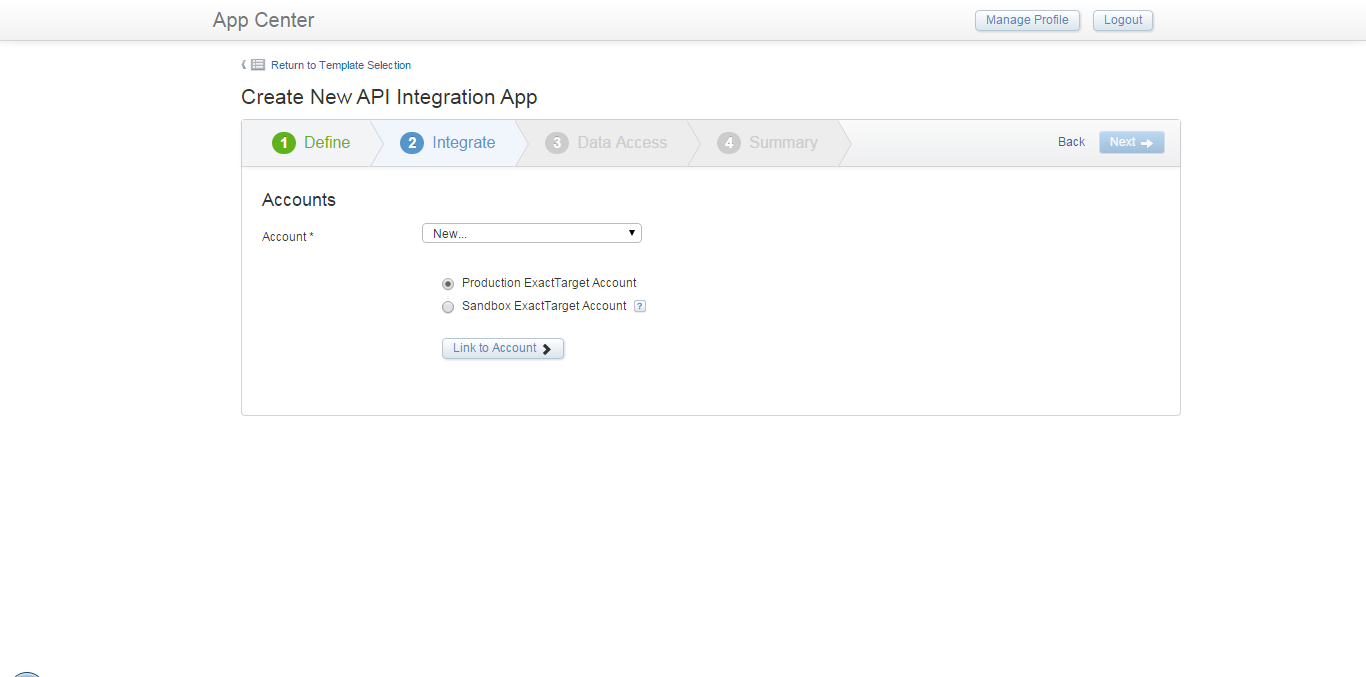 App Center
Manage Profile
Logout
Return to Template Selection
Create New API Integration App
1 Define
2 Integrate
3 Data Access
4 Summary
Back
Next
Accounts
Account *
New...
Production ExactTarget Account
Sandbox ExactTarget Account ?
Link to Account